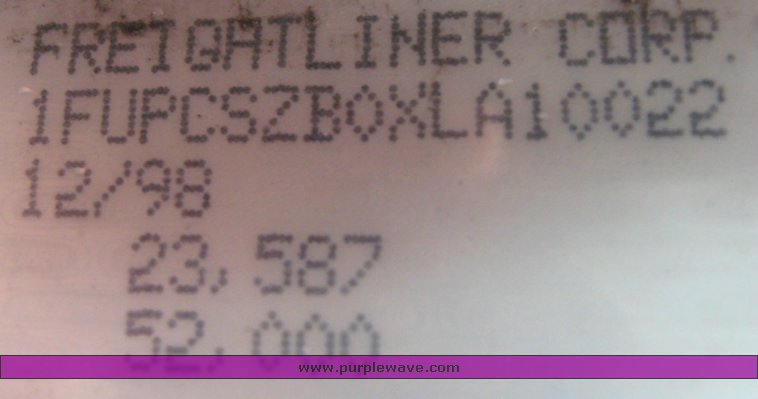 FREIGHTLINER CORP.
1FUPCSZB0XLA10022
12/98
23,587
52,000
www.purplewave.com